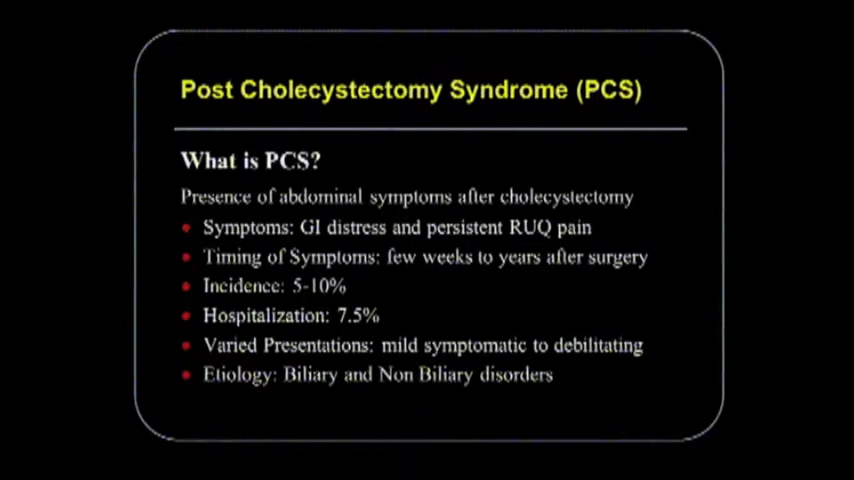 Post Cholecystectomy Syndrome (PCS)
What is PCS?
Presence of abdominal symptoms after cholecystectomy
• Symptoms: GI distress and persistent RUQ pain
• Timing of Symptoms: few weeks to years after surgery
• Incidence: 5-10%
• Hospitalization: 7.5%
• Varied Presentations: mild symptomatic to debilitating
• Etiology: Biliary and Non Biliary disorders